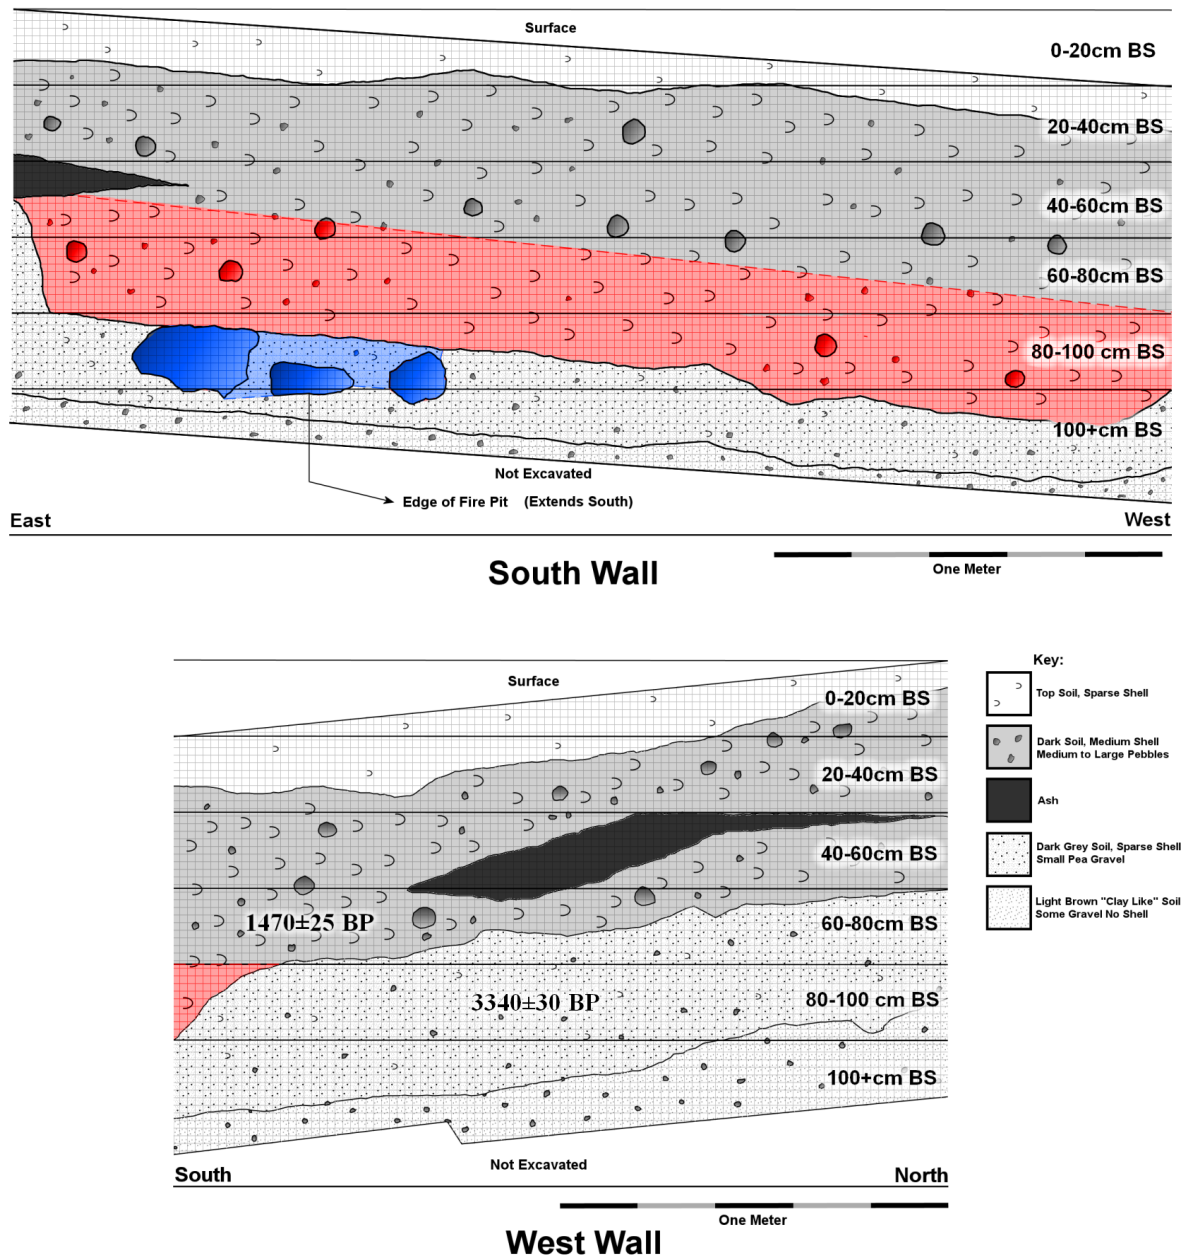 Surface
0-20cm BS
20-40cm BS
40-60cm BS
60-80cm BS
80-100 cm BS
100+cm BS
Not Excavated
Edge of Fire Pit (Extends South)
East
West
South Wall
One Meter
Surface
0-20cm BS
20-40cm BS
40-60cm BS
60-80cm BS
1470±25 BP
80-100 cm BS
3340±30 BP
100+cm BS
Not Excavated
South
North
One Meter
West Wall
Key:
Top Soil, Sparse Shell
Dark Soil, Medium Shell
Medium to Large Pebbles
Ash
Dark Grey Soil, Sparse Shell
Small Pea Gravel
Light Brown "Clay Like" Soil
Some Gravel No Shell